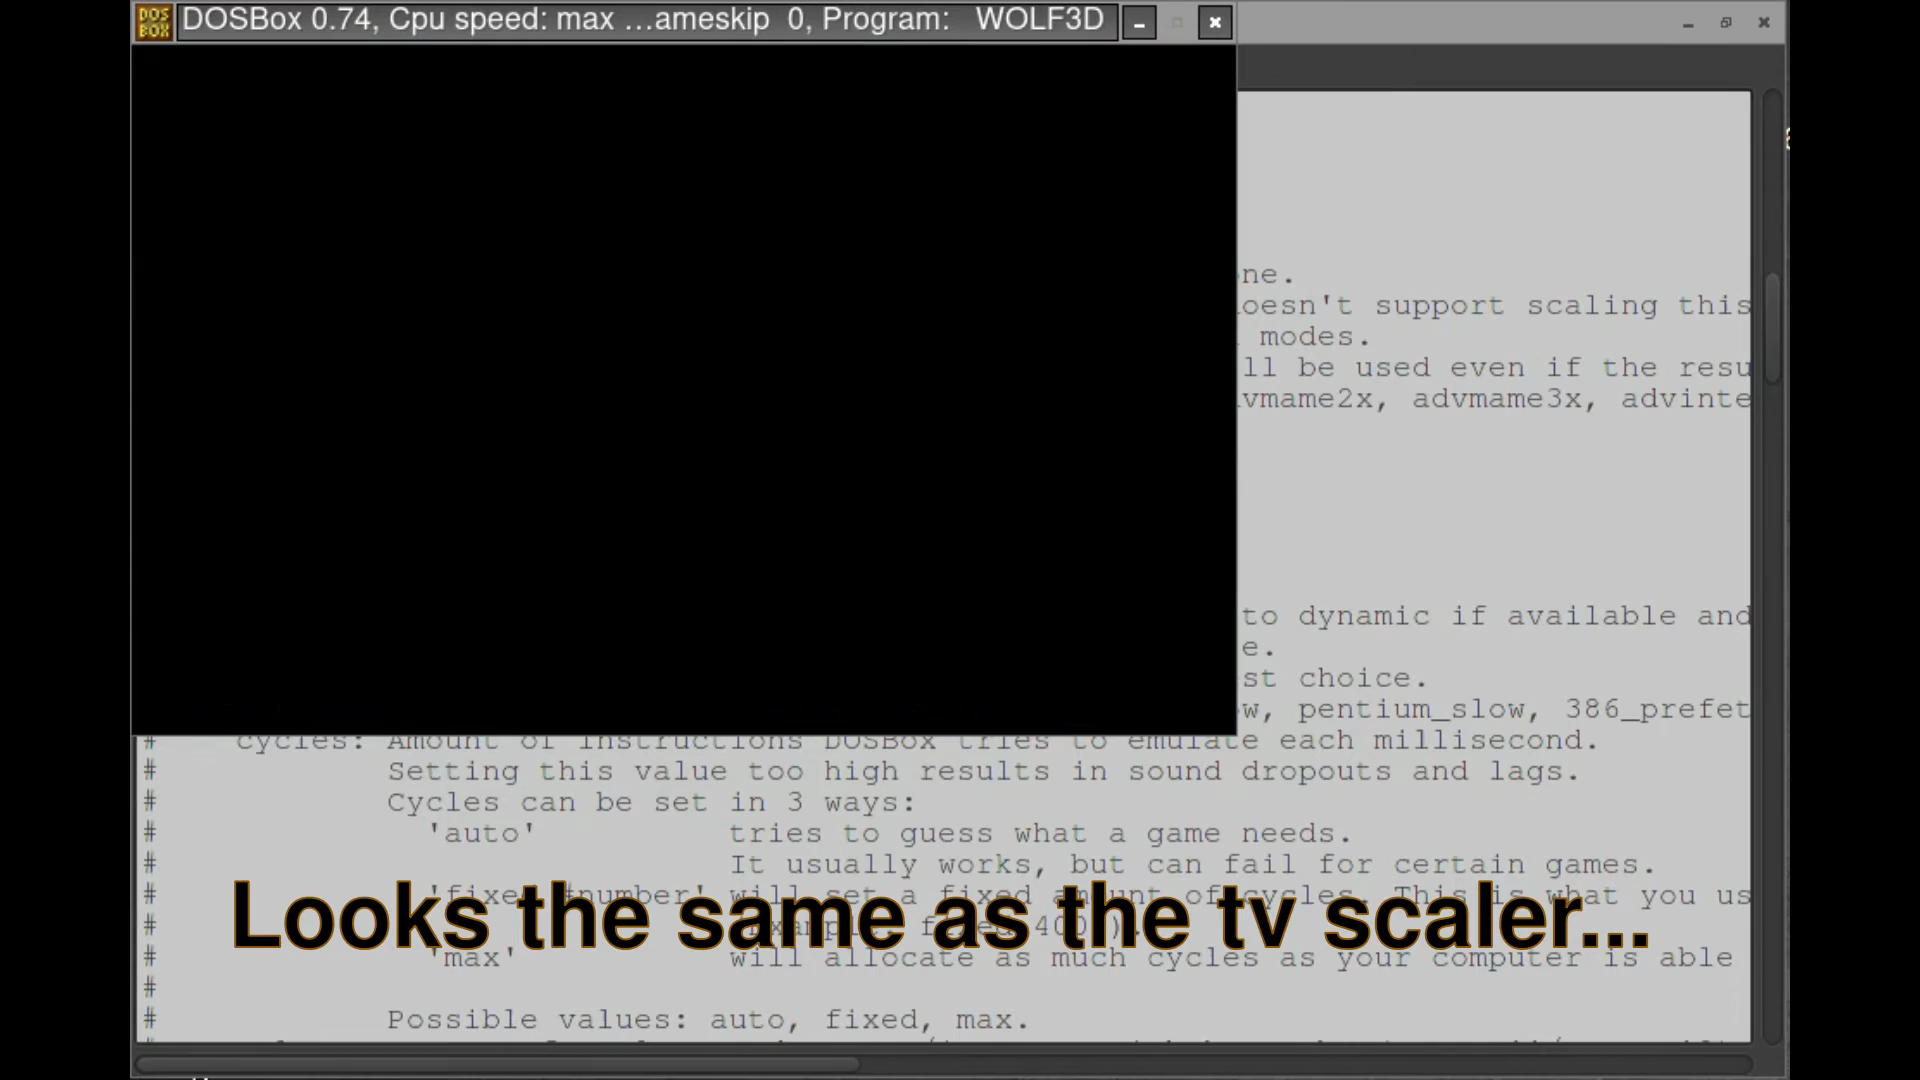 DOS
BOX
DOSBox 0.74, Cpu speed: max ...ameskip 0, Program: WOLF3D
ne.
oesn't support scaling this
modes.
ll be used even if the resu
vmame2x, advmame3x, advinte
to dynamic if available and
e.
st choice.
w, pentium_slow, 386_prefet
# cycles: Amount of instructions DOSBox tries to emulate each millisecond.
# Setting this value too high results in sound dropouts and lags.
# Cycles can be set in 3 ways:
# 'auto' tries to guess what a game needs.
# It usually works, but can fail for certain games.
# 'fixed #number' will set a fixed amount of cycles. This is what you us
#
# 'max' will allocate as much cycles as your computer is able
#
# Possible values: auto, fixed, max.
Looks the same as the tv scaler...